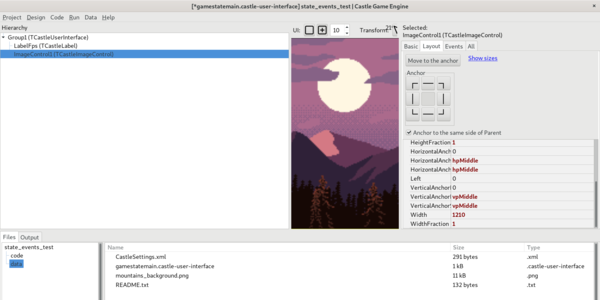 [*gamestatemain.castle-user-interface] state_events_test | Castle Game Engine
×
Project Design Code Run Data Help
Hierarchy
Group1 (TCastleUserInterface)
LabelFps (TCastleLabel)
ImageControl1 (TCastleImageControl)
UI: 10 Transform:
Selected:
ImageControl1 (TCastleImageControl)
Basic Layout Events All
Move to the anchor Show sizes
Anchor
Anchor to the same side of Parent
HeightFraction 1
HorizontalAnch 0
HorizontalAnch hpMiddle
HorizontalAnch hpMiddle
Left 0
VerticalAnchor 0
VerticalAnchor vpMiddle
VerticalAnchor vpMiddle
Width 1210
WidthFraction 1
Files Output
state_events_test
code
data
Name Size Type
CastleSettings.xml 291 bytes .xml
gamestatemain.castle-user-interface 1 kB .castle-user-interface
mountains_background.png 11 kB .png
README.txt 115 bytes .txt